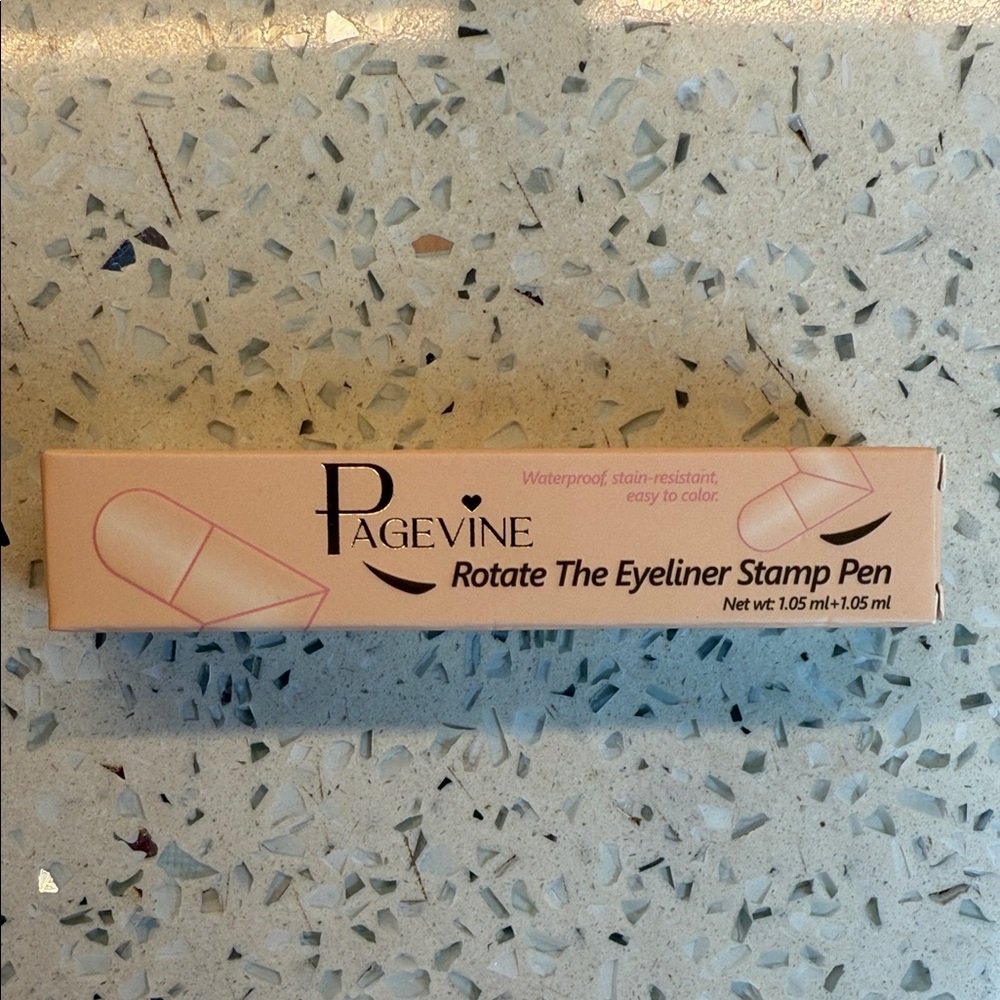 PAGEVINE
Waterproof, stain-resistant,
easy to color.
Rotate The Eyeliner Stamp Pen
Net wt: 1.05 ml+1.05 ml